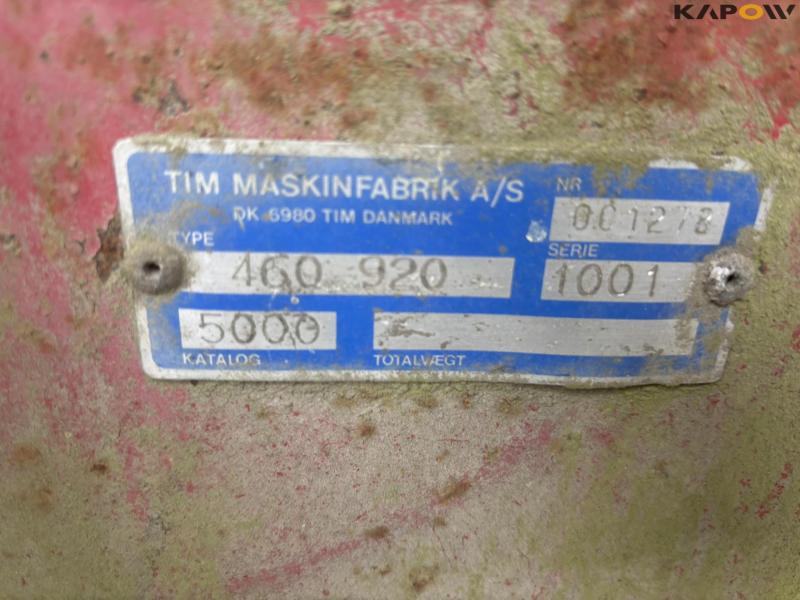 KAPOW
TIM MASKINFABRIK A/S
DK 6980 TIM DANMARK
NR
001278
TYPE
460 920
SERIE
1001
5000
KATALOG
TOTALVÆGT